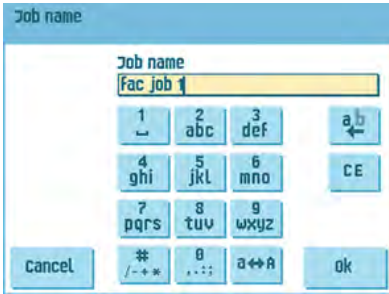 Job name
Job name
Fac job 1
1 2 3 ab
␣ abc def ←
4 5 6 CE
ghi jkl mno
7 8 9
pqrs tuv wxyz
Cancel # 0 a↔A Ok
/-+* ,.:;